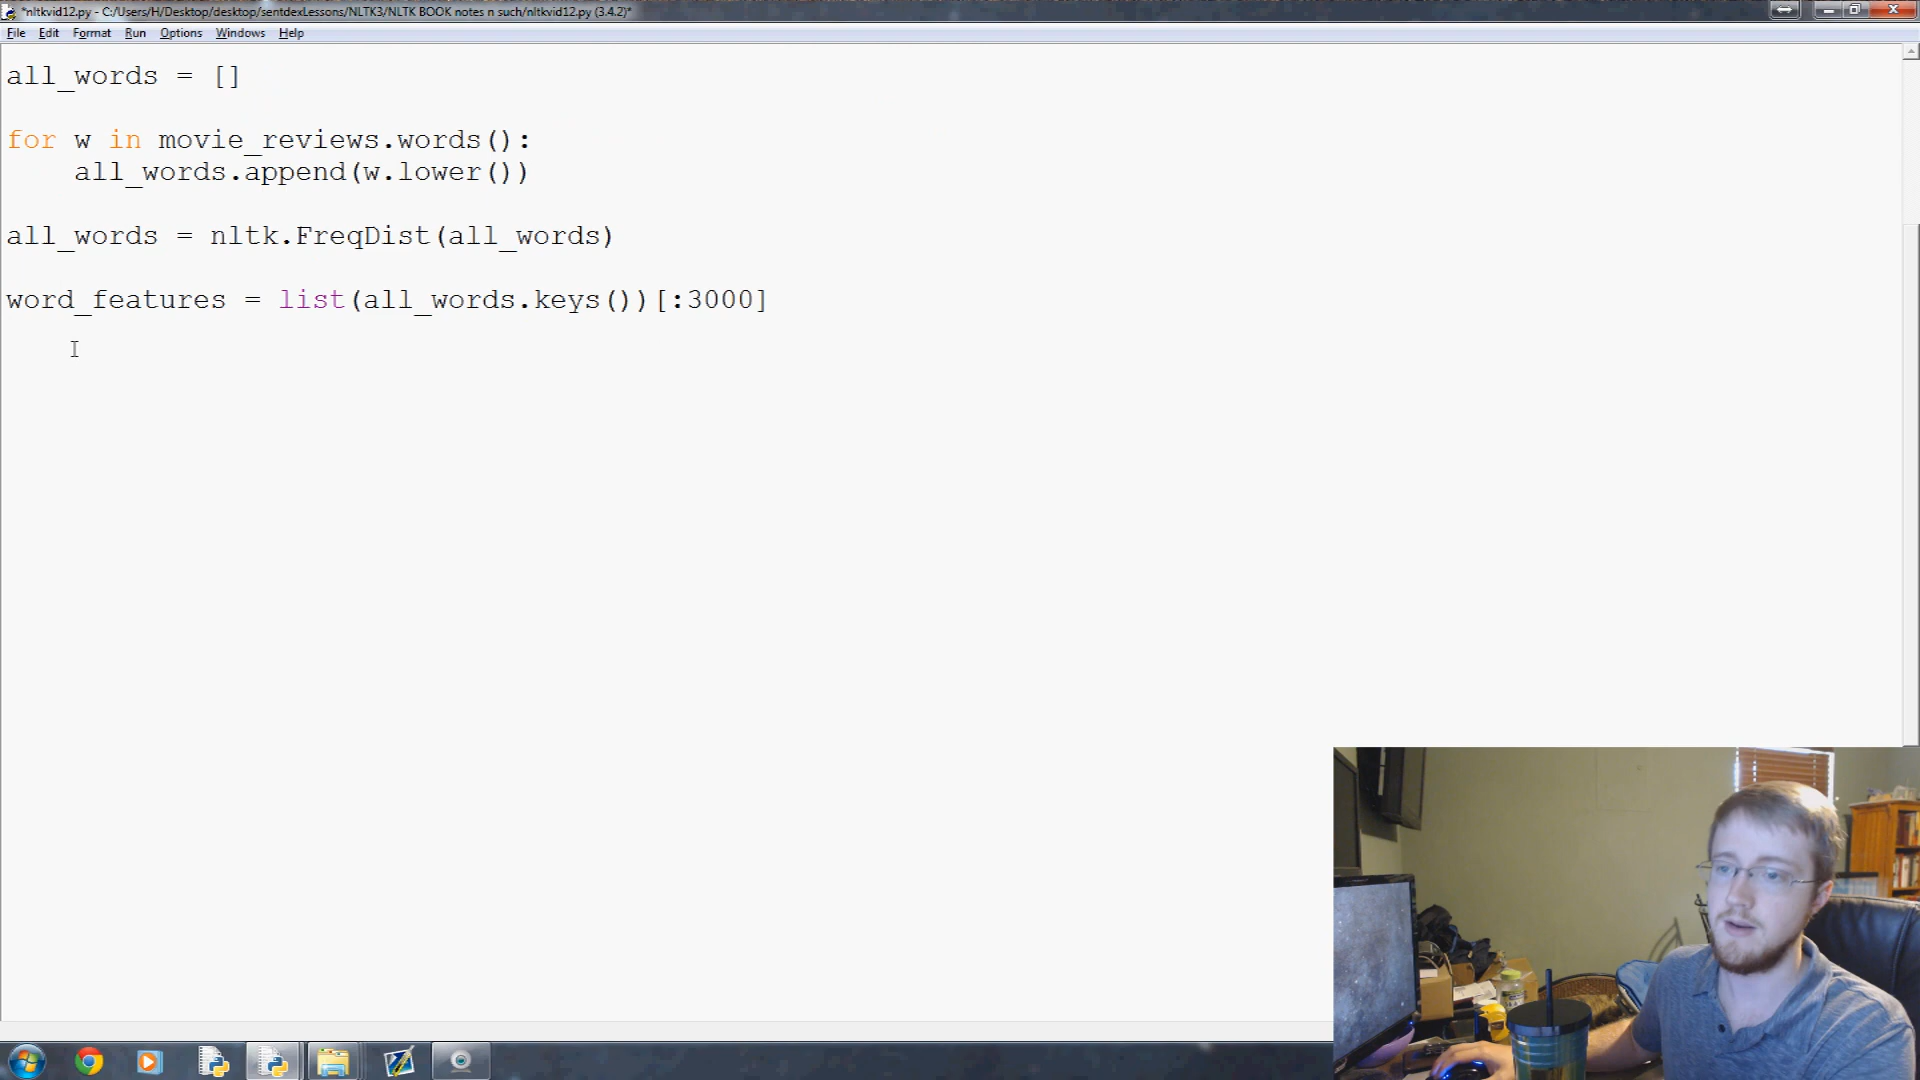 *nltkvid12.py - C:/Users/H/Desktop/desktop/sentdexLessons/NLTK3/NLTK BOOK notes n such/nltkvid12.py (3.4.2)*
File Edit Format Run Options Windows Help
all_words = []
for w in movie_reviews.words():
all_words.append(w.lower())
all_words = nltk.FreqDist(all_words)
word_features = list(all_words.keys())[:3000]